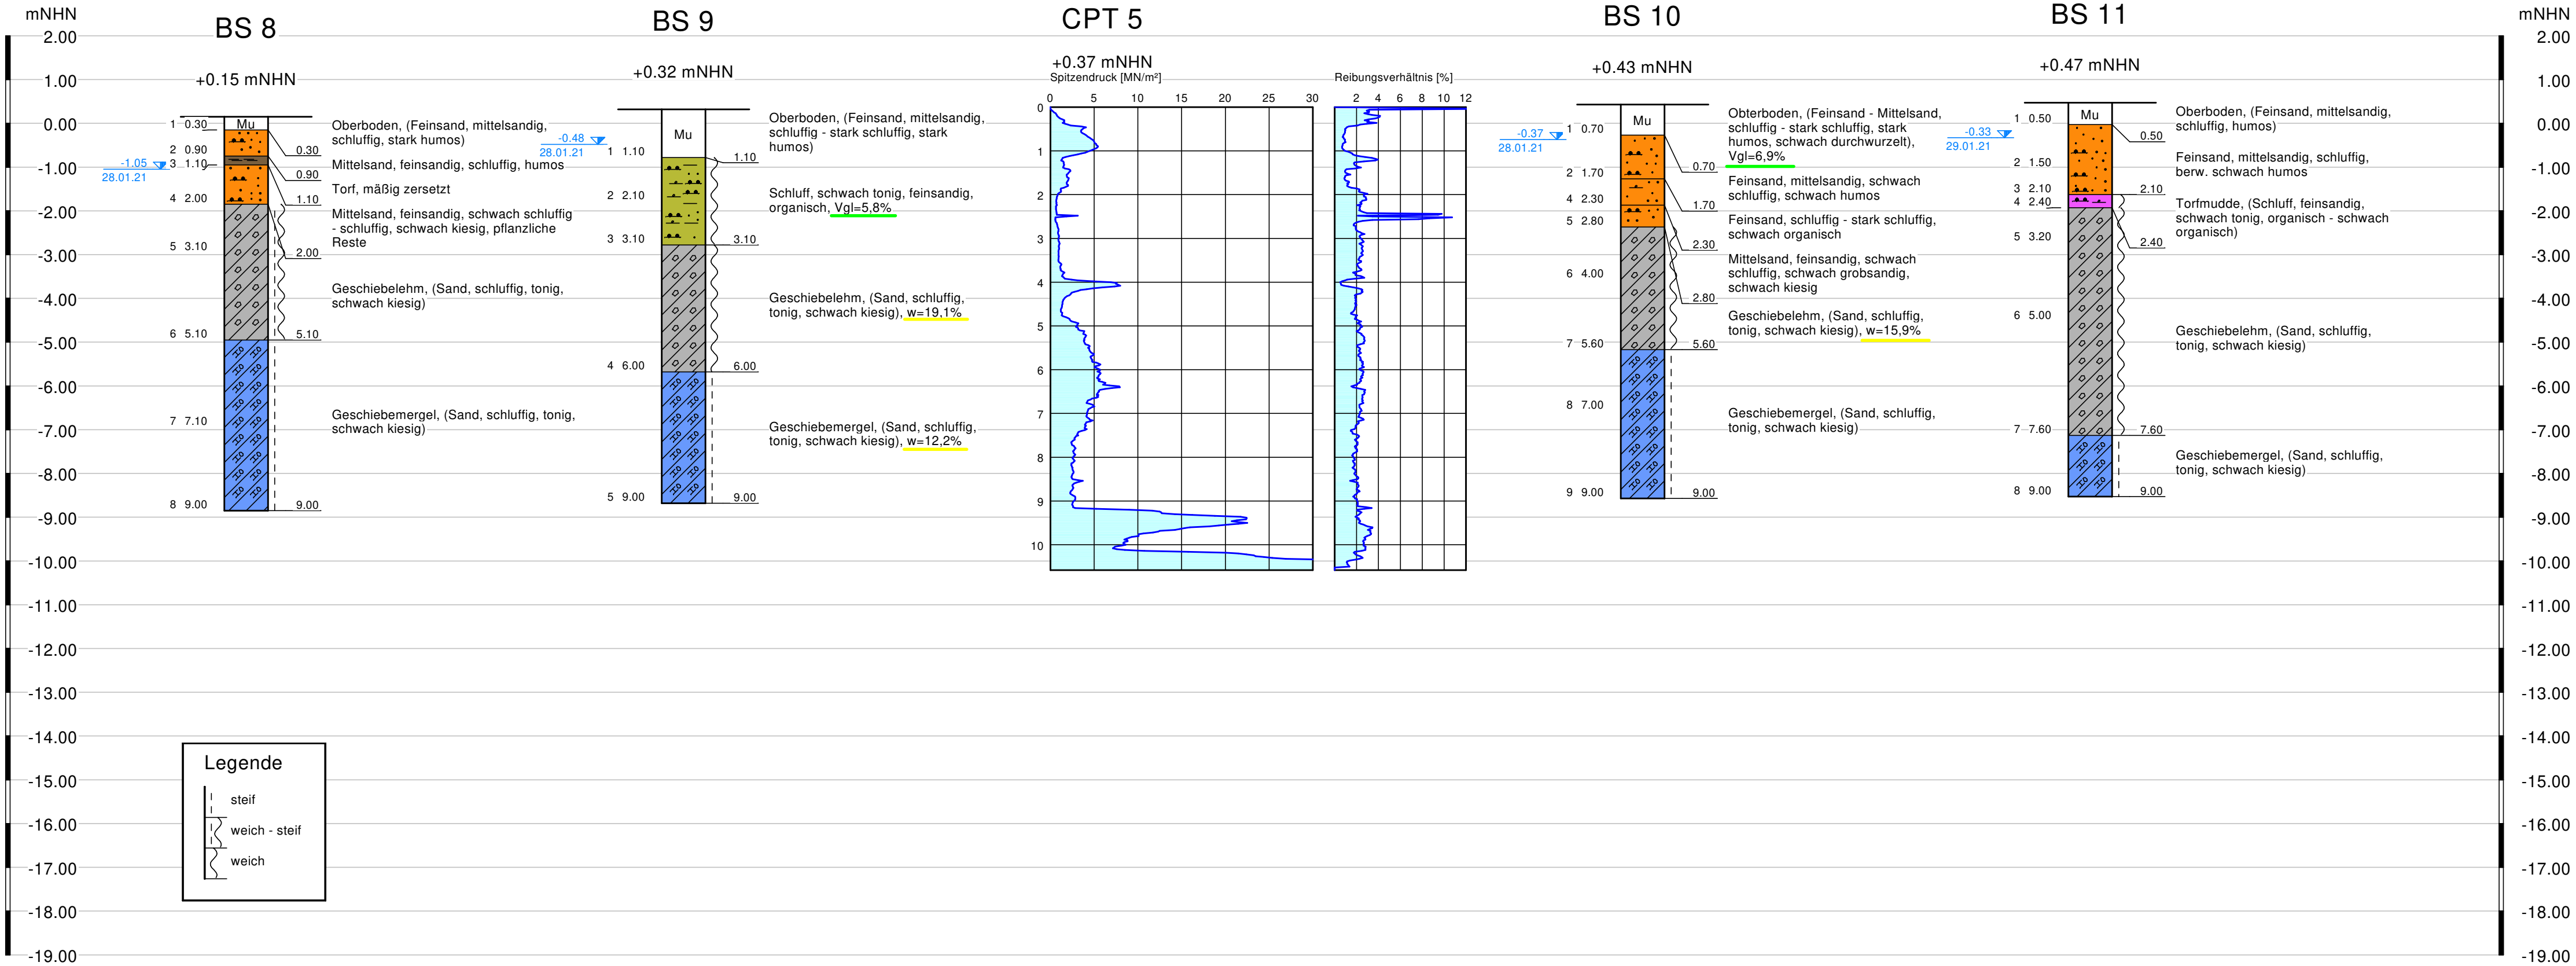 mNHN
2.00
1.00
0.00
-1.00
-2.00
-3.00
-4.00
-5.00
-6.00
-7.00
-8.00
-9.00
-10.00
-11.00
-12.00
-13.00
-14.00
-15.00
-16.00
-17.00
-18.00
-19.00
BS 8
+0.15 mNHN
Mu
1 0.30
2 0.90
3 1.10
4 2.00
5 3.10
6 5.10
7 7.10
8 9.00
-1.05
28.01.21
0.30
0.90
1.10
2.00
5.10
9.00
Oberboden, (Feinsand, mittelsandig,
schluffig, stark humos)
Mittelsand, feinsandig, schluffig, humos
Torf, mäßig zersetzt
Mittelsand, feinsandig, schwach schluffig
- schluffig, schwach kiesig, pflanzliche
Reste
Geschiebelehm, (Sand, schluffig, tonig,
schwach kiesig)
Geschiebemergel, (Sand, schluffig, tonig,
schwach kiesig)
BS 9
+0.32 mNHN
Mu
-0.48
28.01.21
1 1.10
2 2.10
3 3.10
4 6.00
5 9.00
1.10
3.10
6.00
9.00
Oberboden, (Feinsand, mittelsandig,
schluffig - stark schluffig, stark
humos)
Schluff, schwach tonig, feinsandig,
organisch, Vgl=5,8%
Geschiebelehm, (Sand, schluffig,
tonig, schwach kiesig), w=19,1%
Geschiebemergel, (Sand, schluffig,
tonig, schwach kiesig), w=12,2%
CPT 5
+0.37 mNHN
Spitzendruck [MN/m²]
0 5 10 15 20 25 30
0
1
2
3
4
5
6
7
8
9
10
Reibungsverhältnis [%]
2 4 6 8 10 12
BS 10
+0.43 mNHN
Mu
-0.37
28.01.21
1 0.70
2 1.70
4 2.30
5 2.80
6 4.00
7 5.60
8 7.00
9 9.00
0.70
1.70
2.30
2.80
5.60
9.00
Obterboden, (Feinsand - Mittelsand,
schluffig - stark schluffig, stark
humos, schwach durchwurzelt),
Vgl=6,9%
Feinsand, mittelsandig, schwach
schluffig, schwach humos
Feinsand, schluffig - stark schluffig,
schwach organisch
Mittelsand, feinsandig, schwach
schluffig, schwach grobsandig,
schwach kiesig
Geschiebelehm, (Sand, schluffig,
tonig, schwach kiesig), w=15,9%
Geschiebemergel, (Sand, schluffig,
tonig, schwach kiesig)
BS 11
+0.47 mNHN
Mu
-0.33
29.01.21
1 0.50
2 1.50
3 2.10
4 2.40
5 3.20
6 5.00
7 7.60
8 9.00
0.50
2.10
2.40
7.60
9.00
Oberboden, (Feinsand, mittelsandig,
schluffig, humos)
Feinsand, mittelsandig, schluffig,
berw. schwach humos
Torfmudde, (Schluff, feinsandig,
schwach tonig, organisch - schwach
organisch)
Geschiebelehm, (Sand, schluffig,
tonig, schwach kiesig)
Geschiebemergel, (Sand, schluffig,
tonig, schwach kiesig)
mNHN
2.00
1.00
0.00
-1.00
-2.00
-3.00
-4.00
-5.00
-6.00
-7.00
-8.00
-9.00
-10.00
-11.00
-12.00
-13.00
-14.00
-15.00
-16.00
-17.00
-18.00
-19.00
Legende
steif
weich - steif
weich